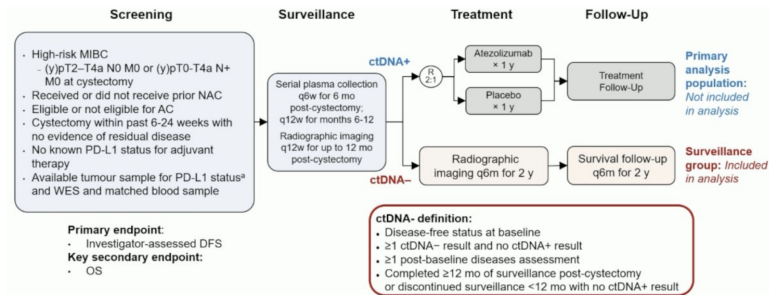 Screening
Surveillance
Treatment
Follow-Up
• High-risk MIBC
- (y)pT2–T4a N0 M0 or (y)pT0-T4a N+
M0 at cystectomy
• Received or did not receive prior NAC
• Eligible or not eligible for AC
• Cystectomy within past 6-24 weeks with
no evidence of residual disease
• No known PD-L1 status for adjuvant
therapy
• Available tumour sample for PD-L1 statusᵃ
and WES and matched blood sample
Serial plasma collection
q6w for 6 mo
post-cystectomy;
q12w for months 6-12
Radiographic imaging
q12w for up to 12 mo
post-cystectomy
ctDNA+
R
2:1
Atezolizumab
× 1 y
Placebo
× 1 y
Treatment
Follow-Up
Primary
analysis
population:
Not included
in analysis
ctDNA–
Radiographic
imaging q6m for 2 y
Survival follow-up
q6m for 2 y
Surveillance
group: Included
in analysis
Primary endpoint:
• Investigator-assessed DFS
Key secondary endpoint:
• OS
ctDNA- definition:
• Disease-free status at baseline
• ≥1 ctDNA− result and no ctDNA+ result
• ≥1 post-baseline diseases assessment
• Completed ≥12 mo of surveillance post-cystectomy
or discontinued surveillance <12 mo with no ctDNA+ result